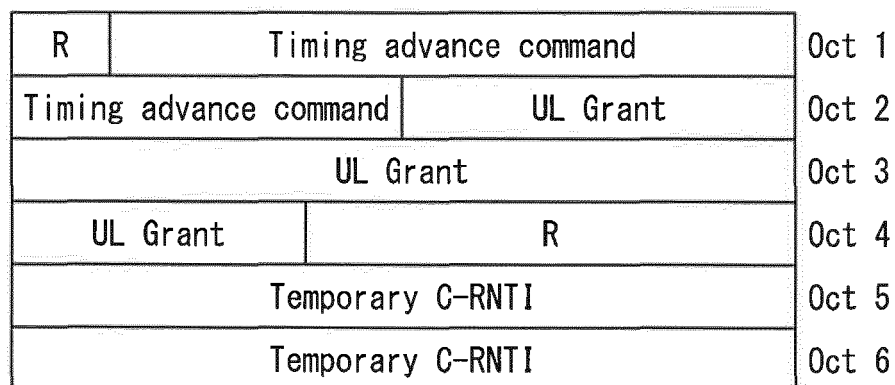 R Timing advance command Oct 1
Timing advance command UL Grant Oct 2
UL Grant Oct 3
UL Grant R Oct 4
Temporary C-RNTI Oct 5
Temporary C-RNTI Oct 6